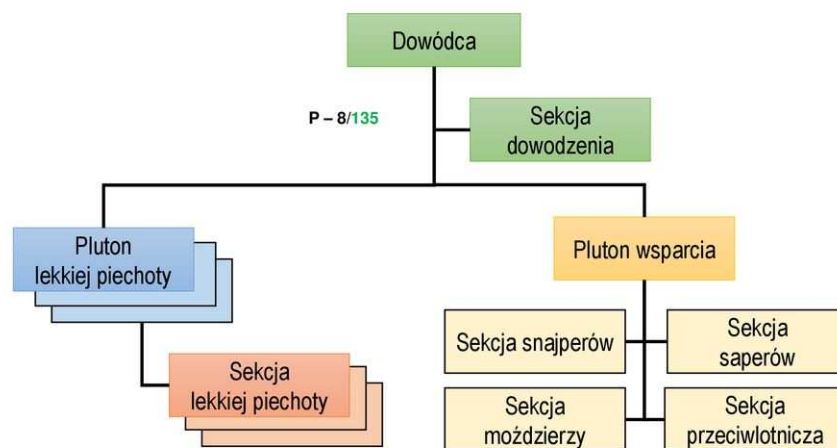 Dowódca
P – 8/135
Sekcja
dowodzenia
Pluton
lekkiej piechoty
Pluton wsparcia
Sekcja snajperów
Sekcja
saperów
Sekcja
lekkiej piechoty
Sekcja
moździerzy
Sekcja
przeciwlotnicza